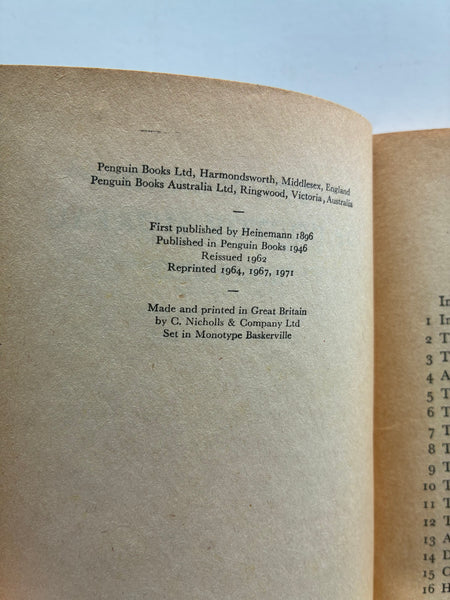 Penguin Books Ltd, Harmondsworth, Middlesex, England
Penguin Books Australia Ltd, Ringwood, Victoria, Australia
First published by Heinemann 1896
Published in Penguin Books 1946
Reissued 1962
Reprinted 1964, 1967, 1971
Made and printed in Great Britain
by C. Nicholls & Company Ltd
Set in Monotype Baskerville
In
1 In
2 T
3 T
4 A
5 T
6 T
7 T
8 T
9 T
10 T
11 T
12 T
13 A
14 D
15 C
16 H